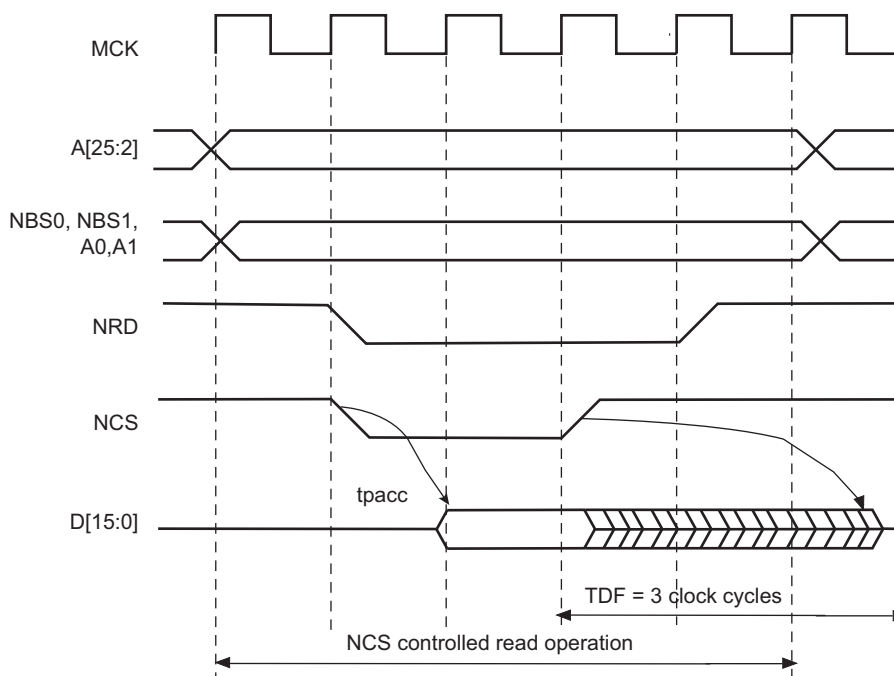 MCK
A[25:2]
NBS0, NBS1,
A0,A1
NRD
NCS
tpacc
D[15:0]
TDF = 3 clock cycles
NCS controlled read operation